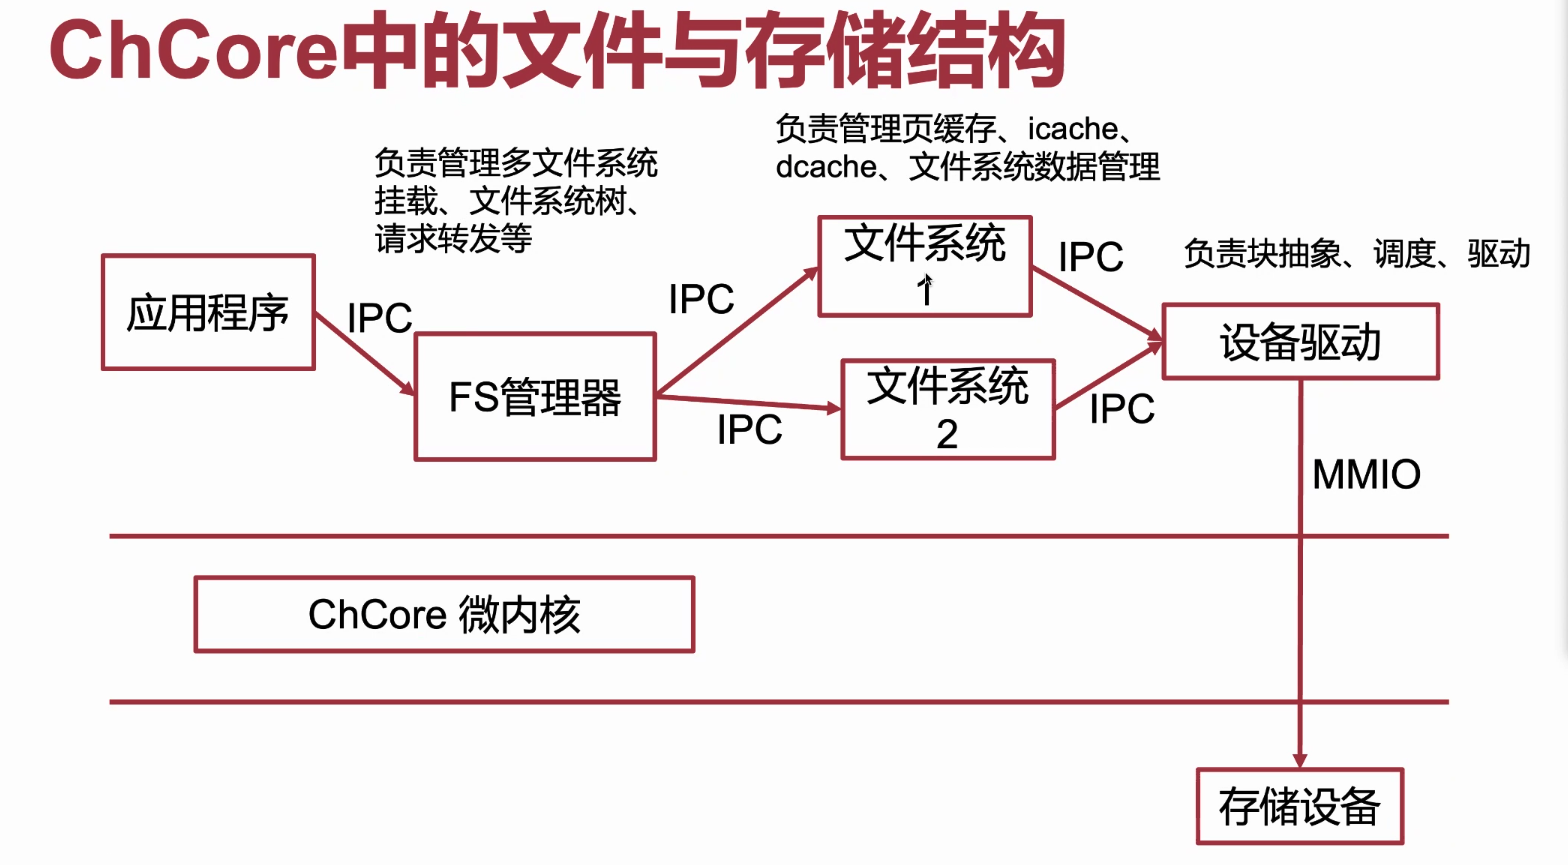 ChCore中的文件与存储结构
负责管理页缓存、icache、
dcache、文件系统数据管理
负责管理多文件系统
挂载、文件系统树、
请求转发等
文件系统
1
IPC
负责块抽象、调度、驱动
应用程序
IPC
IPC
设备驱动
FS管理器
文件系统
2
IPC
IPC
MMIO
ChCore 微内核
存储设备